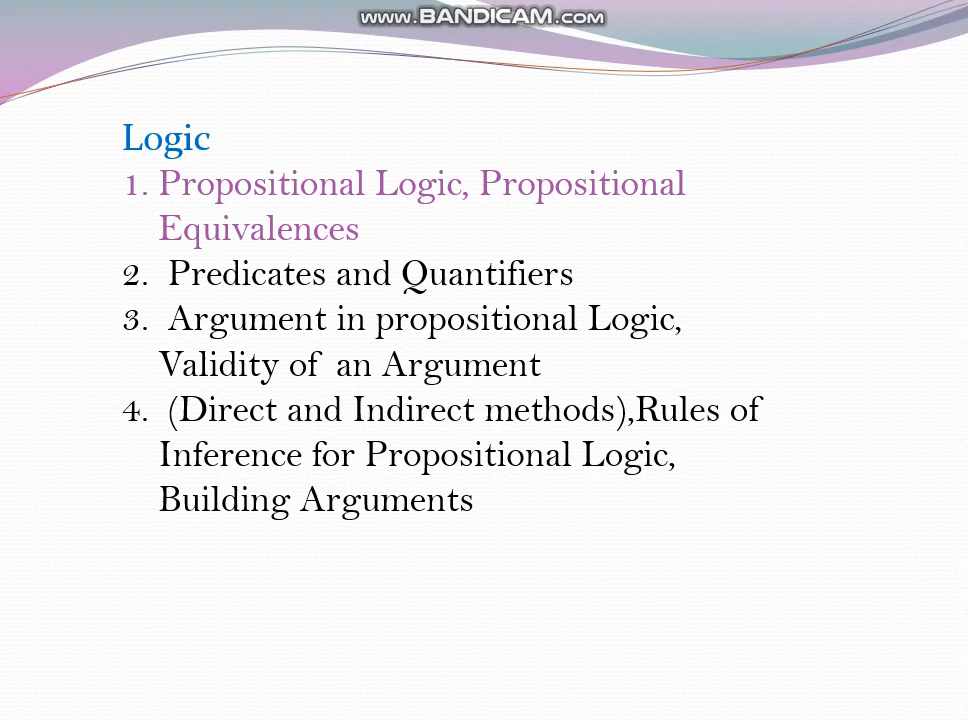 www.BANDICAM.com
Logic
1. Propositional Logic, Propositional
Equivalences
2. Predicates and Quantifiers
3. Argument in propositional Logic,
Validity of an Argument
4. (Direct and Indirect methods),Rules of
Inference for Propositional Logic,
Building Arguments